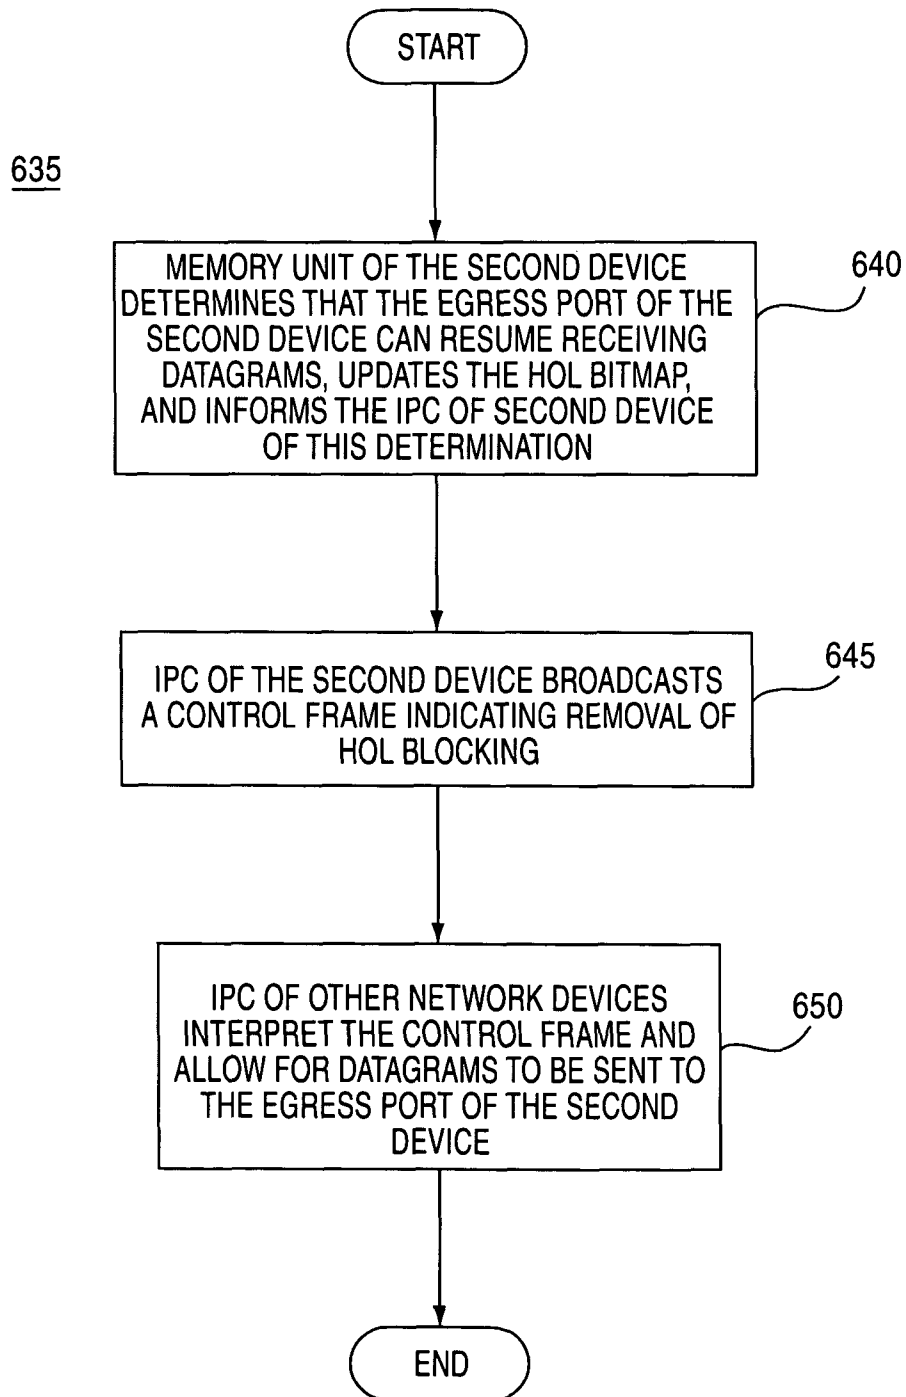 START
635
MEMORY UNIT OF THE SECOND DEVICE
DETERMINES THAT THE EGRESS PORT OF THE
SECOND DEVICE CAN RESUME RECEIVING
DATAGRAMS, UPDATES THE HOL BITMAP,
AND INFORMS THE IPC OF SECOND DEVICE
OF THIS DETERMINATION
640
IPC OF THE SECOND DEVICE BROADCASTS
A CONTROL FRAME INDICATING REMOVAL OF
HOL BLOCKING
645
IPC OF OTHER NETWORK DEVICES
INTERPRET THE CONTROL FRAME AND
ALLOW FOR DATAGRAMS TO BE SENT TO
THE EGRESS PORT OF THE SECOND
DEVICE
650
END